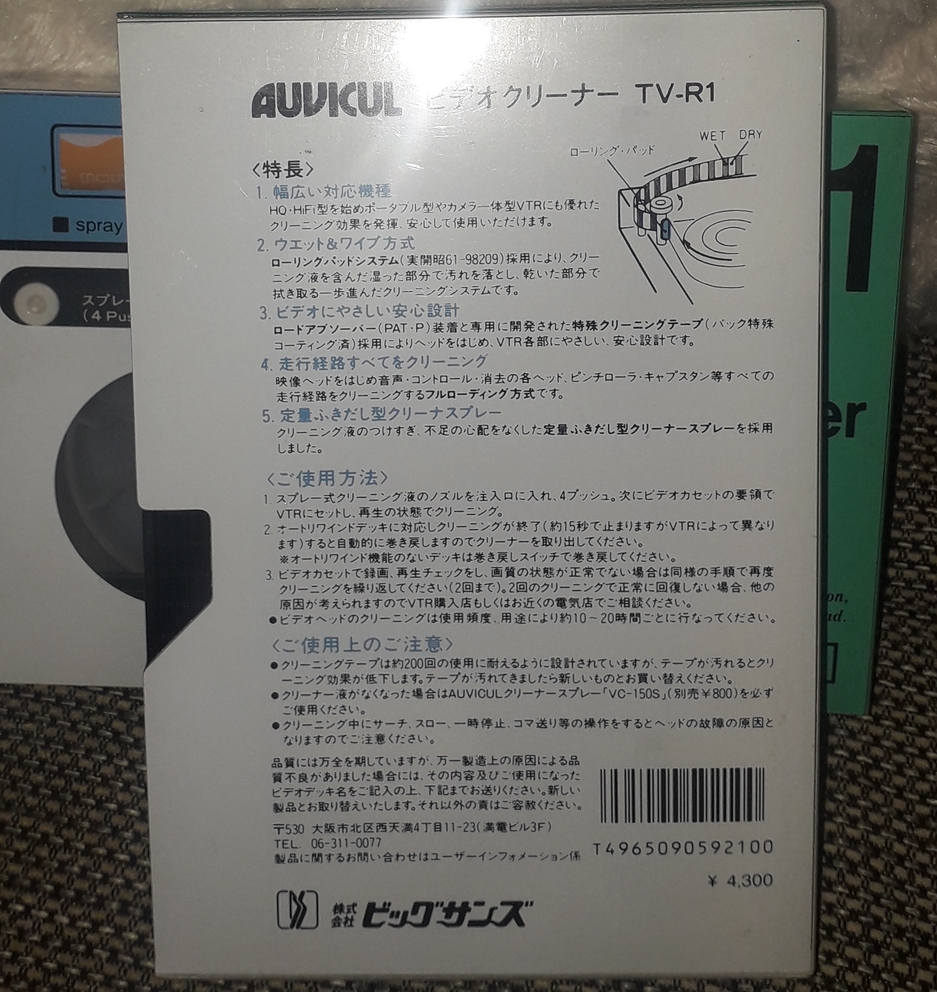 AUVICUL ビデオクリーナー TV-R1
WET DRY
ローリング・パッド
〈特長〉
1. 幅広い対応機種
HQ・HiFi型を始めポータブル型やカメラ一体型VTRにも優れた
クリーニング効果を発揮、安心して使用いただけます。
2. ウエット&ワイプ方式
ローリングパッドシステム(実開昭61-98209)採用により、クリー
ニング液を含んだ湿った部分で汚れを落とし、乾いた部分で
拭き取る一歩進んだクリーニングシステムです。
3. ビデオにやさしい安心設計
ロードアブソーバー(PAT・P)装着と専用に開発された特殊クリーニングテープ(バック特殊
コーティング済)採用によりヘッドをはじめ、VTR各部にやさしい、安心設計です。
4. 走行経路すべてをクリーニング
映像ヘッドをはじめ音声・コントロール・消去の各ヘッド、ピンチローラ・キャプスタン等すべての
走行経路をクリーニングするフルローディング方式です。
5. 定量ふきだし型クリーナスプレー
クリーニング液のつけすぎ、不足の心配をなくした定量ふきだし型クリーナースプレーを採用
しました。
〈ご使用方法〉
1 スプレー式クリーニング液のノズルを注入口に入れ、4プッシュ。次にビデオカセットの要領で
VTRにセットし、再生の状態でクリーニング。
2. オートリワインドデッキに対応しクリーニングが終了(約15秒で止まりますがVTRによって異なり
ます)すると自動的に巻き戻しますのでクリーナーを取り出してください。
※オートリワインド機能のないデッキは巻き戻しスイッチで巻き戻してください。
3. ビデオカセットで録画、再生チェックをし、画質の状態が正常でない場合は同様の手順で再度
クリーニングを繰り返してください(2回まで)。2回のクリーニングで正常に回復しない場合、他の
原因が考えられますのでVTR購入店もしくはお近くの電気店でご相談ください。
●ビデオヘッドのクリーニングは使用頻度、用途により約10〜20時間ごとに行なってください。
〈ご使用上のご注意〉
●クリーニングテープは約200回の使用に耐えるように設計されていますが、テープが汚れるとクリ
ーニング効果が低下します。テープが汚れてきましたら新しいものとお買い替えください。
●クリーナー液がなくなった場合はAUVICULクリーナースプレー「VC-150S」(別売¥800)を必ず
ご使用ください。
●クリーニング中にサーチ、スロー、一時停止、コマ送り等の操作をするとヘッドの故障の原因と
なりますのでご注意ください。
品質には万全を期していますが、万一製造上の原因による品
質不良がありました場合には、その内容及びご使用になった
ビデオデッキ名をご記入の上、下記までお送りください。新しい
製品とお取り替えいたします。それ以外の責はご容赦ください。
〒530 大阪市北区西天満4丁目11-23(満電ビル3F)
TEL. 06-311-0077
製品に関するお問い合わせはユーザーインフォメーション係
T4965090592100
¥ 4,300
株式会社 ビッグサンズ
■ spray
スプレー
(4 Pus
1
er
on,
ad.